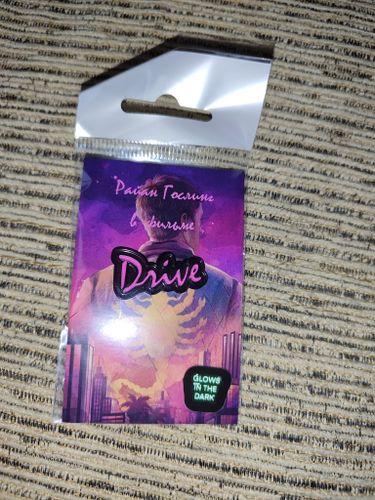 Райан Гослинг
в фильме
Drive
GLOWS
IN THE
DARK